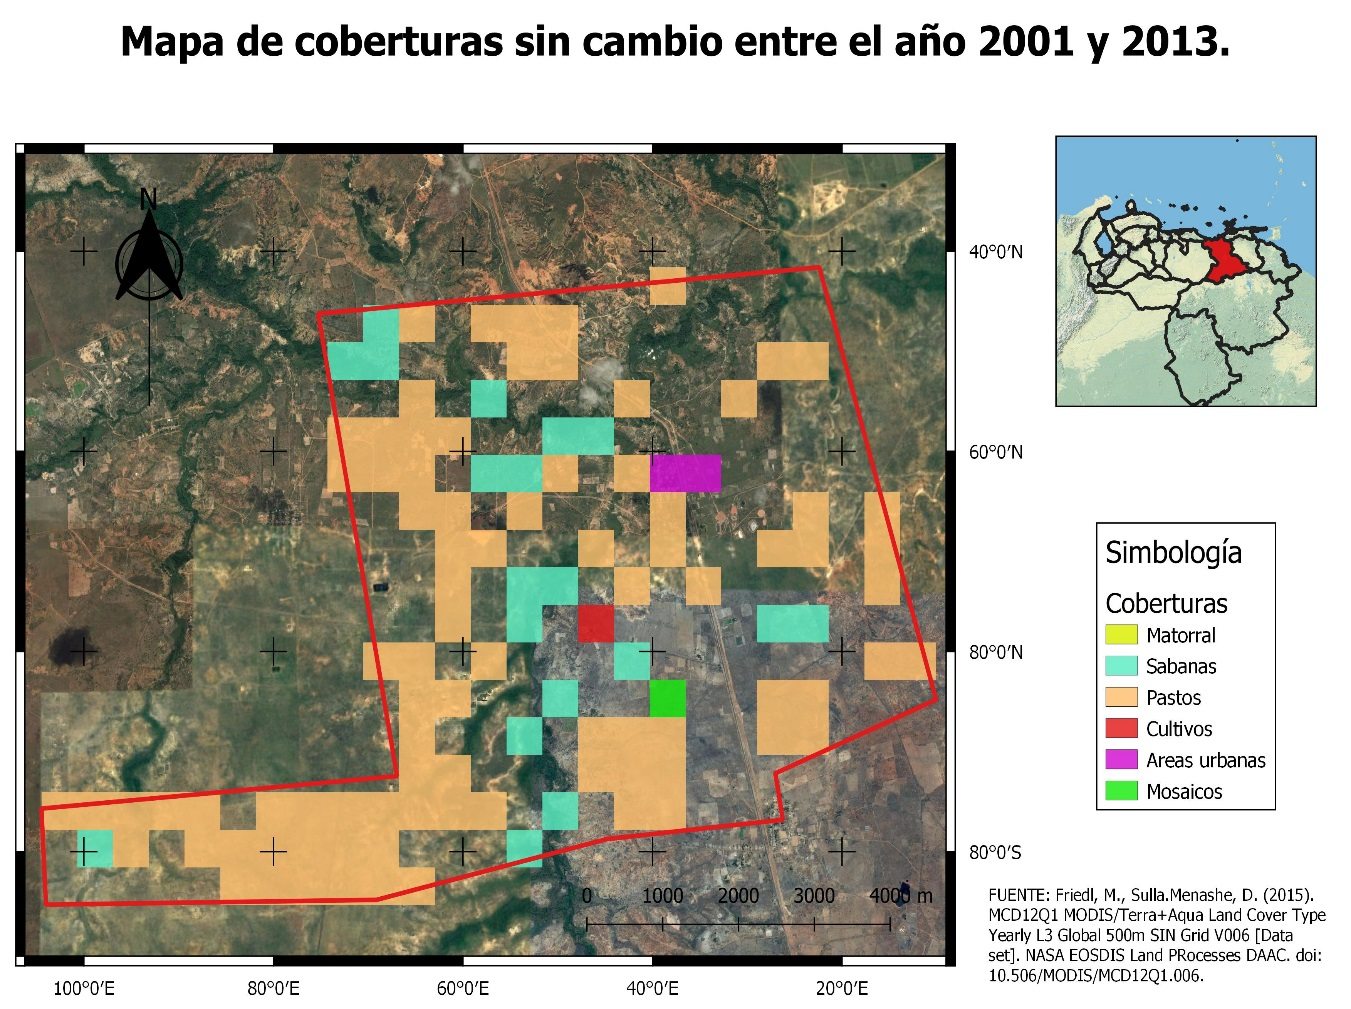 Mapa de coberturas sin cambio entre el año 2001 y 2013.
N
40°0'N
60°0'N
80°0'N
80°0'S
0 1000 2000 3000 4000 m
100°0'E 80°0'E 60°0'E 40°0'E 20°0'E
Simbología
Coberturas
Matorral
Sabanas
Pastos
Cultivos
Areas urbanas
Mosaicos
FUENTE: Friedl, M., Sulla.Menashe, D. (2015).
MCD12Q1 MODIS/Terra+Aqua Land Cover Type
Yearly L3 Global 500m SIN Grid V006 [Data
set]. NASA EOSDIS Land PRocesses DAAC. doi:
10.506/MODIS/MCD12Q1.006.